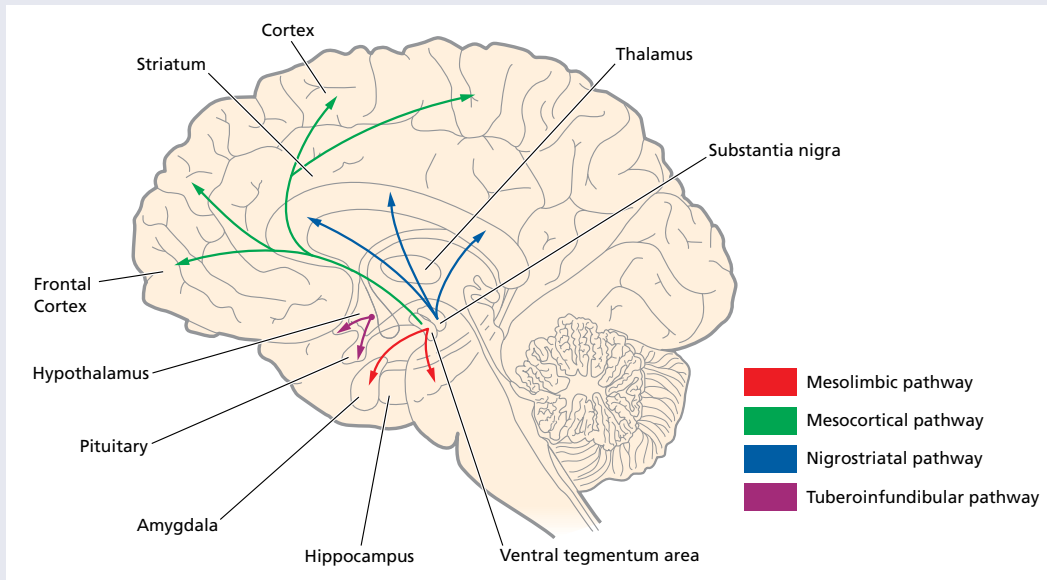 Cortex
Striatum
Thalamus
Substantia nigra
Frontal
Cortex
Hypothalamus
Pituitary
Amygdala
Hippocampus
Ventral tegmentum area
Mesolimbic pathway
Mesocortical pathway
Nigrostriatal pathway
Tuberoinfundibular pathway